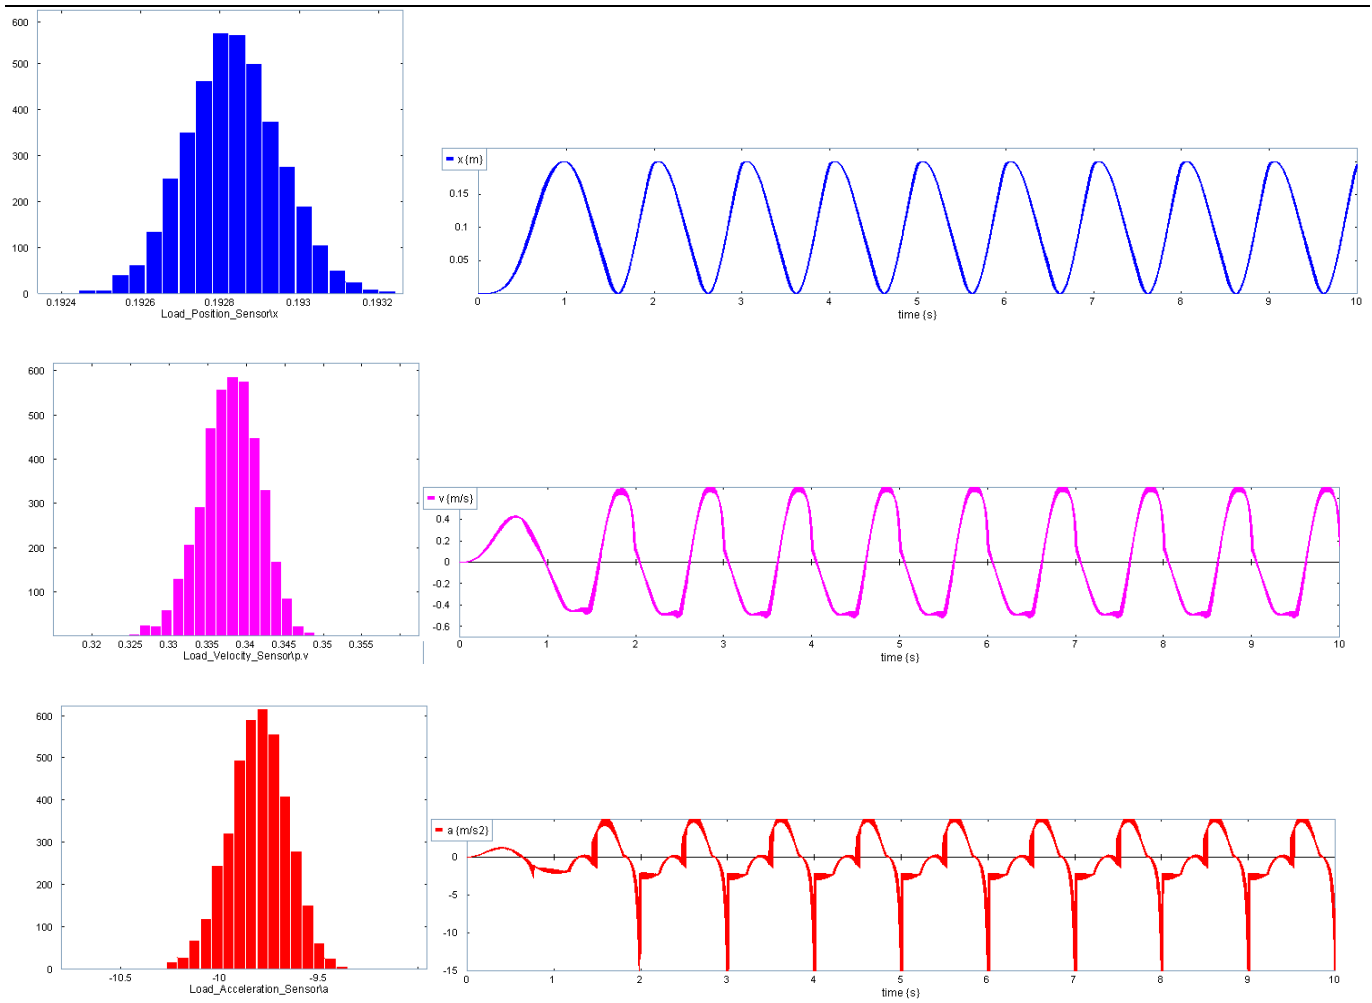 600
500
400
300
200
100
0
0.1924 0.1926 0.1928 0.193 0.1932
Load_Position_Sensor\x
x {m}
0.15
0.1
0.05
0 1 2 3 4 5 6 7 8 9 10
time {s}
600
500
400
300
200
100
0.32 0.325 0.33 0.335 0.34 0.345 0.35 0.355
Load_Velocity_Sensor\p.v
v {m/s}
0.4
0.2
0
-0.2
-0.4
-0.6
0 1 2 3 4 5 6 7 8 9 10
time {s}
600
500
400
300
200
100
0
-10.5 -10 -9.5
Load_Acceleration_Sensor\a
a {m/s2}
0
-5
-10
-15
0 1 2 3 4 5 6 7 8 9 10
time {s}